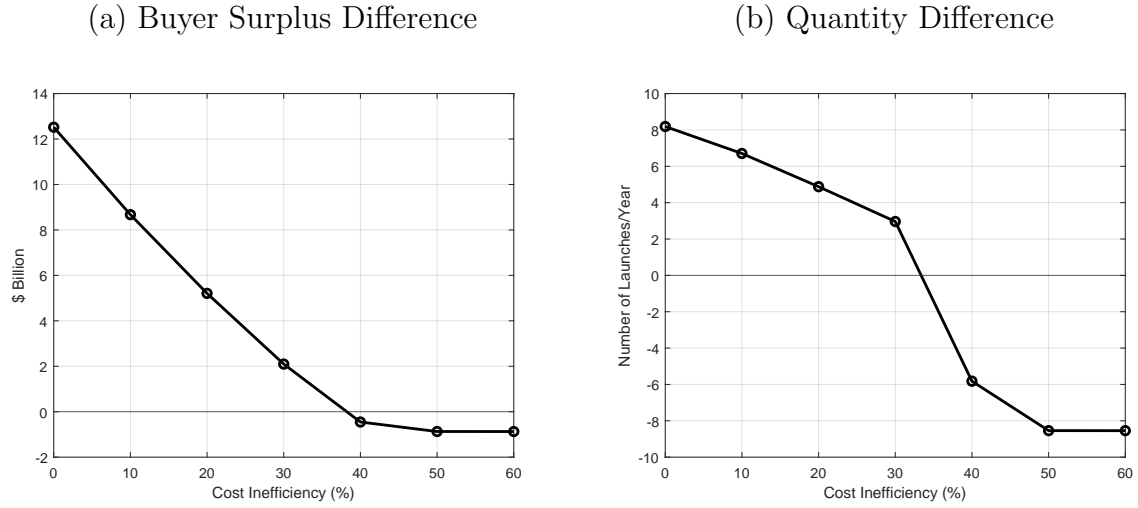 (a) Buyer Surplus Difference
14
12
10
8
6
4
2
0
-2
$ Billion
0 10 20 30 40 50 60
Cost Inefficiency (%)
(b) Quantity Difference
10
8
6
4
2
0
-2
-4
-6
-8
-10
Number of Launches/Year
0 10 20 30 40 50 60
Cost Inefficiency (%)